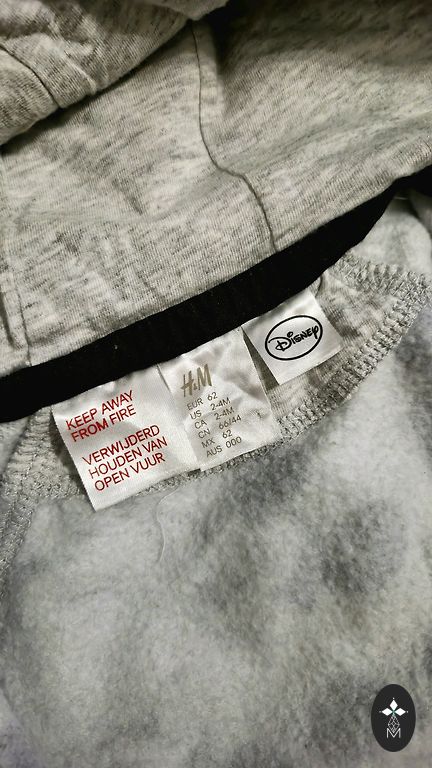 KEEP AWAY
FROM FIRE
VERWIJDERD
HOUDEN VAN
OPEN VUUR
H&M
EUR 62
US 2-4M
CA 2-4M
CN 66/44
MX 62
AUS 000
Disney
M